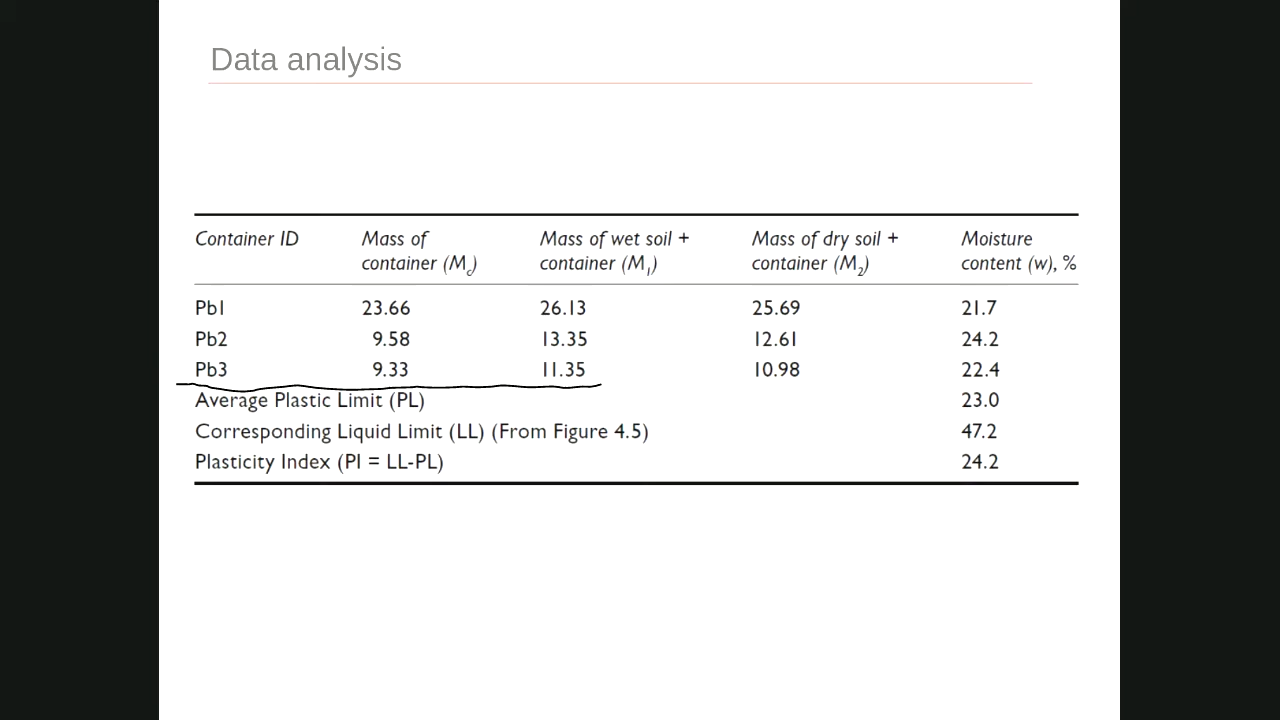 Data analysis
Container ID Mass of container (Mc) Mass of wet soil + container (M1) Mass of dry soil + container (M2) Moisture content (w), %
Pb1 23.66 26.13 25.69 21.7
Pb2 9.58 13.35 12.61 24.2
Pb3 9.33 11.35 10.98 22.4
Average Plastic Limit (PL) 23.0
Corresponding Liquid Limit (LL) (From Figure 4.5) 47.2
Plasticity Index (PI = LL-PL) 24.2